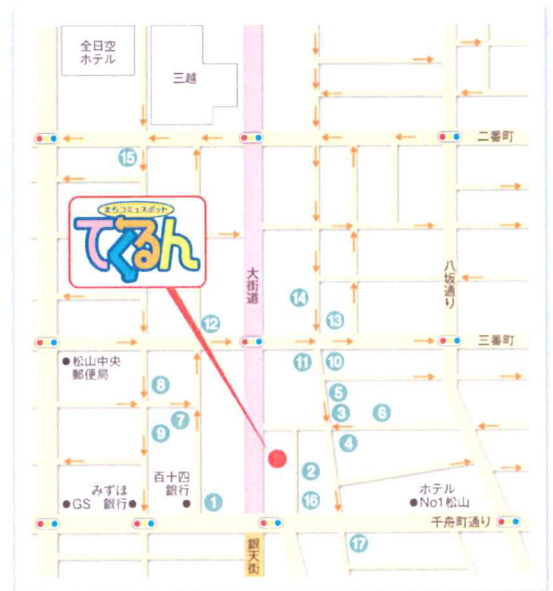 全日空
ホテル
三越
二番町
15
まちコミュスポット
てくるん
大街道
八坂通り
14
12
13
三番町
11
10
●松山中央
郵便局
8
5
7
3
6
9
4
百十四
銀行
2
みずほ
●GS 銀行●
1
16
ホテル
●No1松山
千舟町通り
銀天街
17